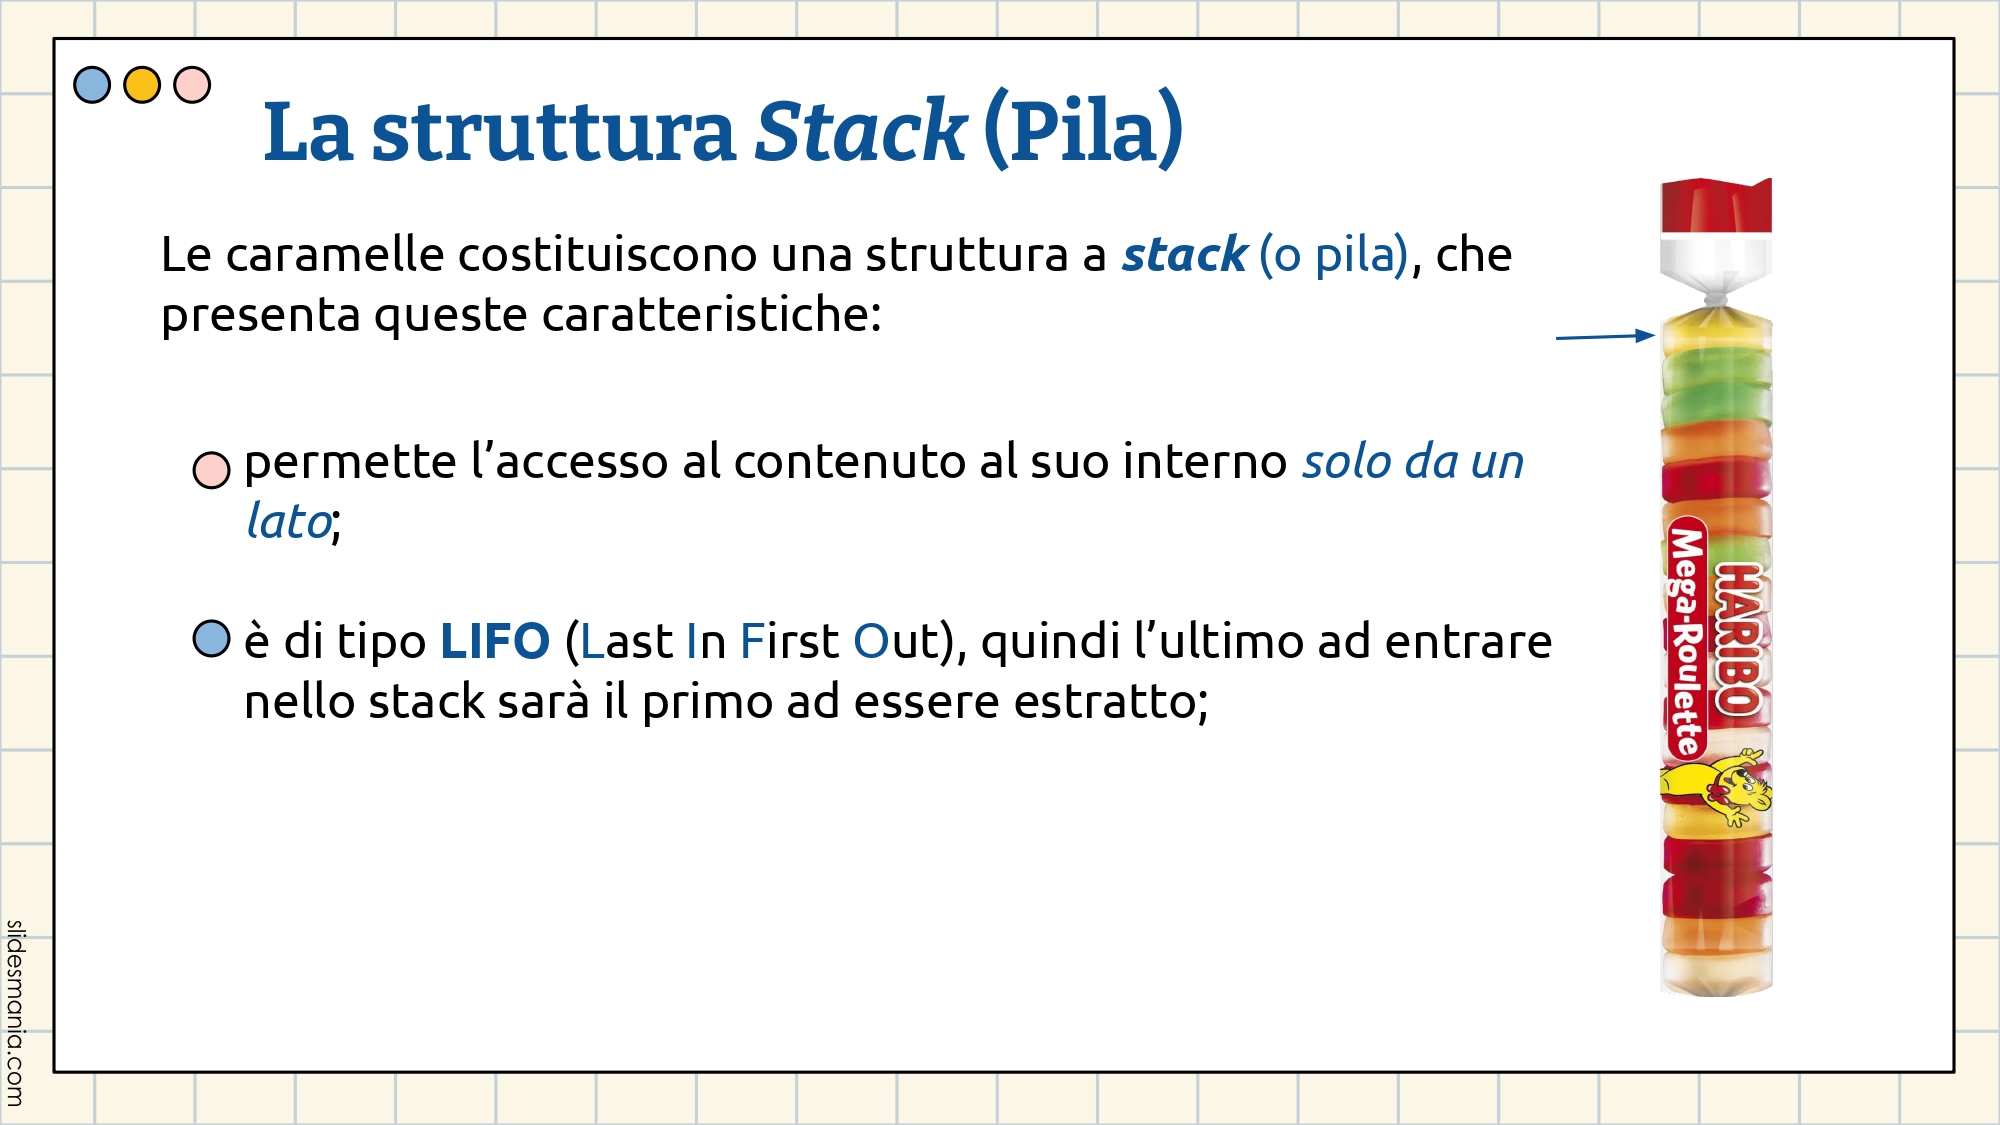 La struttura Stack (Pila)
Le caramelle costituiscono una struttura a stack (o pila), che
presenta queste caratteristiche:
permette l’accesso al contenuto al suo interno solo da un
lato;
è di tipo LIFO (Last In First Out), quindi l’ultimo ad entrare
nello stack sarà il primo ad essere estratto;
HARIBO
Mega-Roulette
slidesmania.com